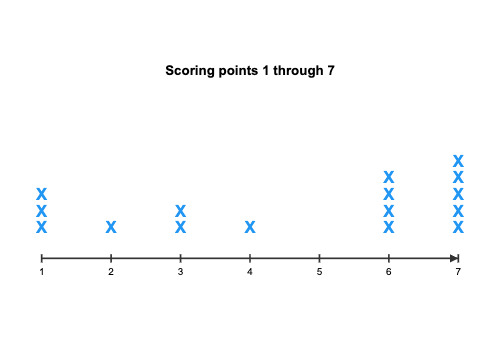 Scoring points 1 through 7
X
X X
X X X
X X X X
X X X X X X
1 2 3 4 5 6 7